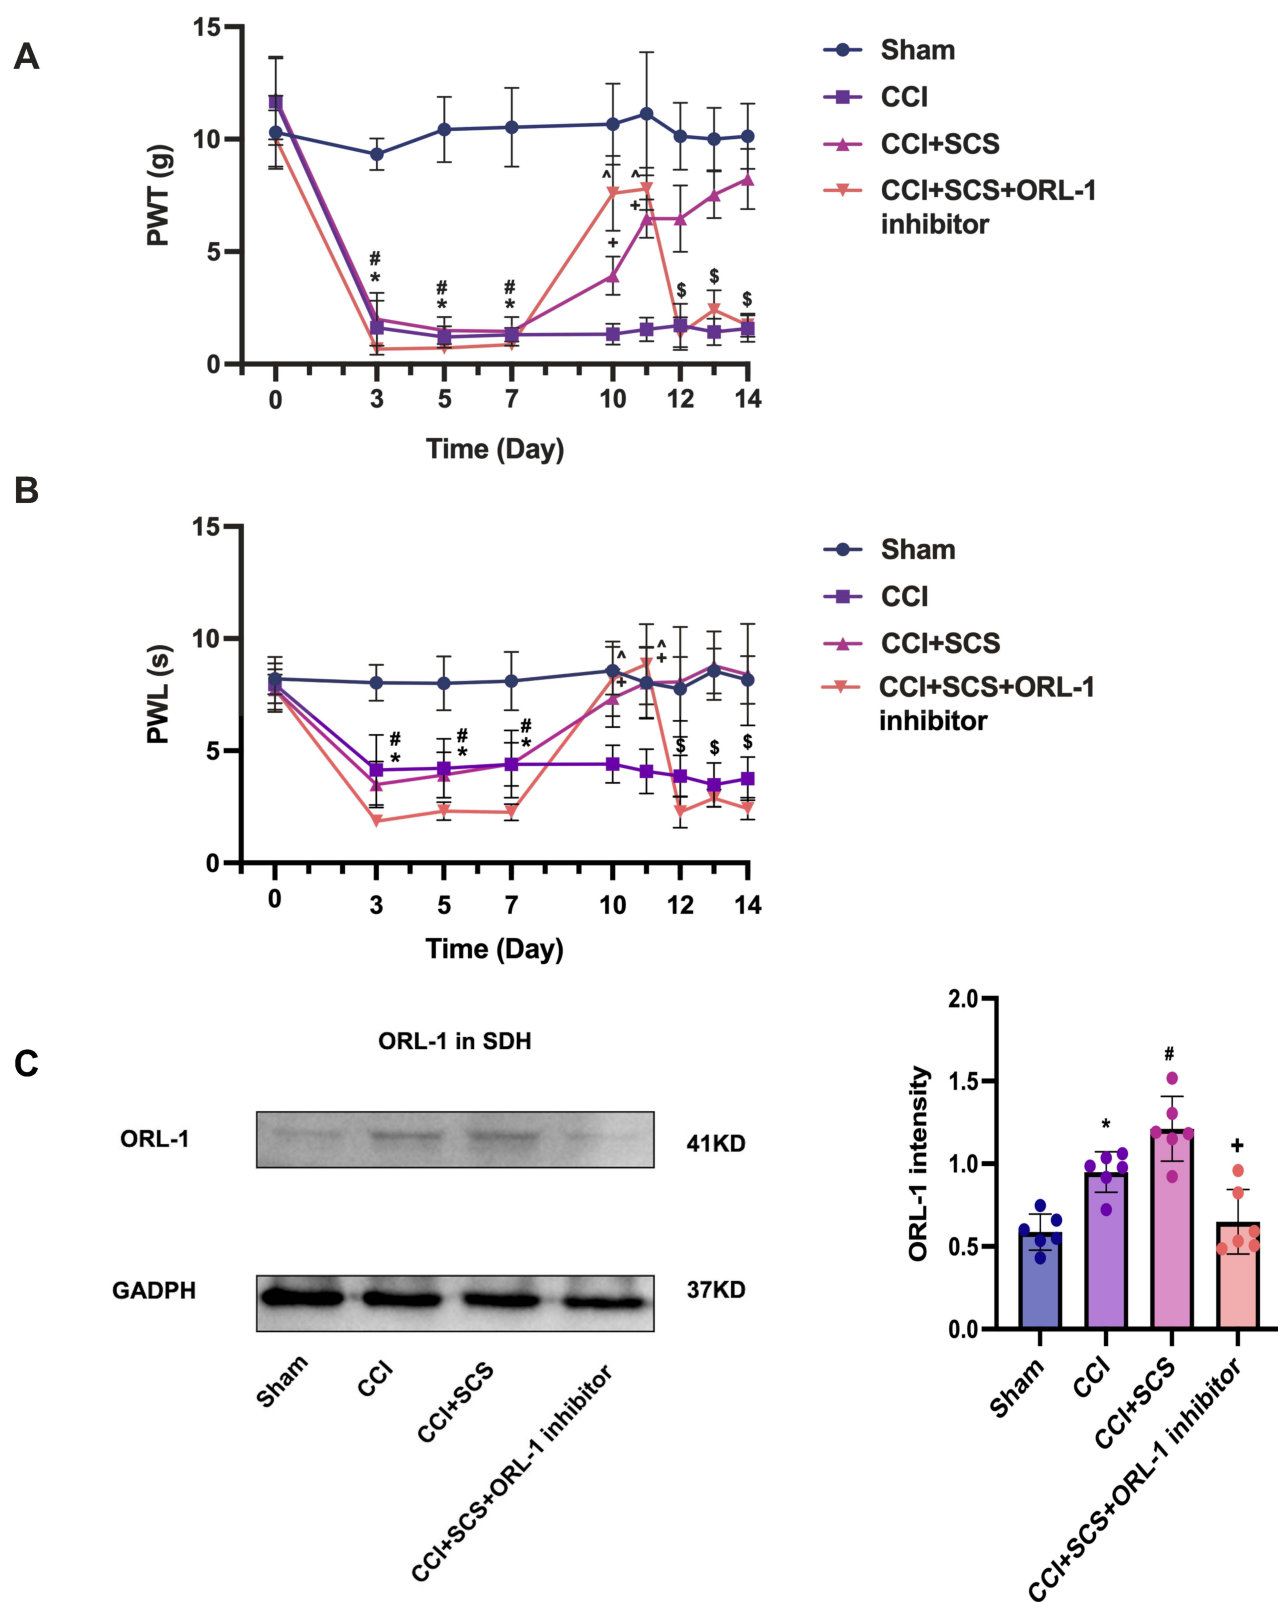 A
15
10
5
0
PWT (g)
^
^
+
+
#
*
#
*
#
*
$
$
$
0
3
5
7
10
12
14
Time (Day)
Sham
CCI
CCI+SCS
CCI+SCS+ORL-1
inhibitor
B
15
10
5
0
PWL (s)
^
+
^
+
#
*
#
*
#
*
$
$
$
0
3
5
7
10
12
14
Time (Day)
Sham
CCI
CCI+SCS
CCI+SCS+ORL-1
inhibitor
C
ORL-1 in SDH
ORL-1
41KD
GADPH
37KD
Sham
CCI
CCI+SCS
CCI+SCS+ORL-1 inhibitor
2.0
1.5
1.0
0.5
0.0
ORL-1 intensity
*
#
+
Sham
CCI
CCI+SCS
CCI+SCS+ORL-1 inhibitor